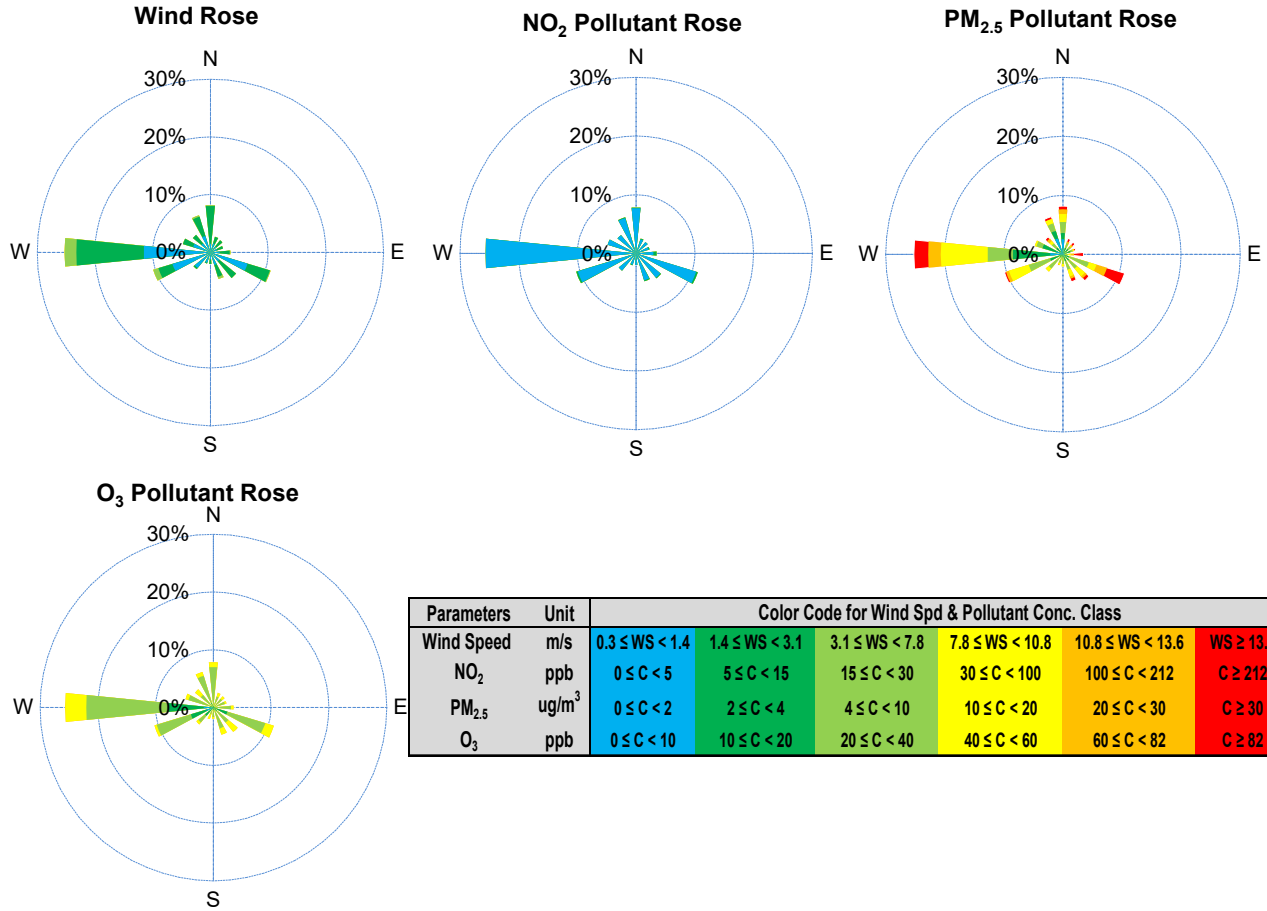 Wind Rose
N
30%
20%
10%
0%
W
E
S
NO₂ Pollutant Rose
N
30%
20%
10%
0%
W
E
S
PM₂.₅ Pollutant Rose
N
30%
20%
10%
0%
W
E
S
O₃ Pollutant Rose
N
30%
20%
10%
0%
W
E
S
Parameters Unit Color Code for Wind Spd & Pollutant Conc. Class
Wind Speed m/s 0.3 ≤ WS < 1.4 1.4 ≤ WS < 3.1 3.1 ≤ WS < 7.8 7.8 ≤ WS < 10.8 10.8 ≤ WS < 13.6 WS ≥ 13.
NO₂ ppb 0 ≤ C < 5 5 ≤ C < 15 15 ≤ C < 30 30 ≤ C < 100 100 ≤ C < 212 C ≥ 212
PM₂.₅ ug/m³ 0 ≤ C < 2 2 ≤ C < 4 4 ≤ C < 10 10 ≤ C < 20 20 ≤ C < 30 C ≥ 30
O₃ ppb 0 ≤ C < 10 10 ≤ C < 20 20 ≤ C < 40 40 ≤ C < 60 60 ≤ C < 82 C ≥ 82